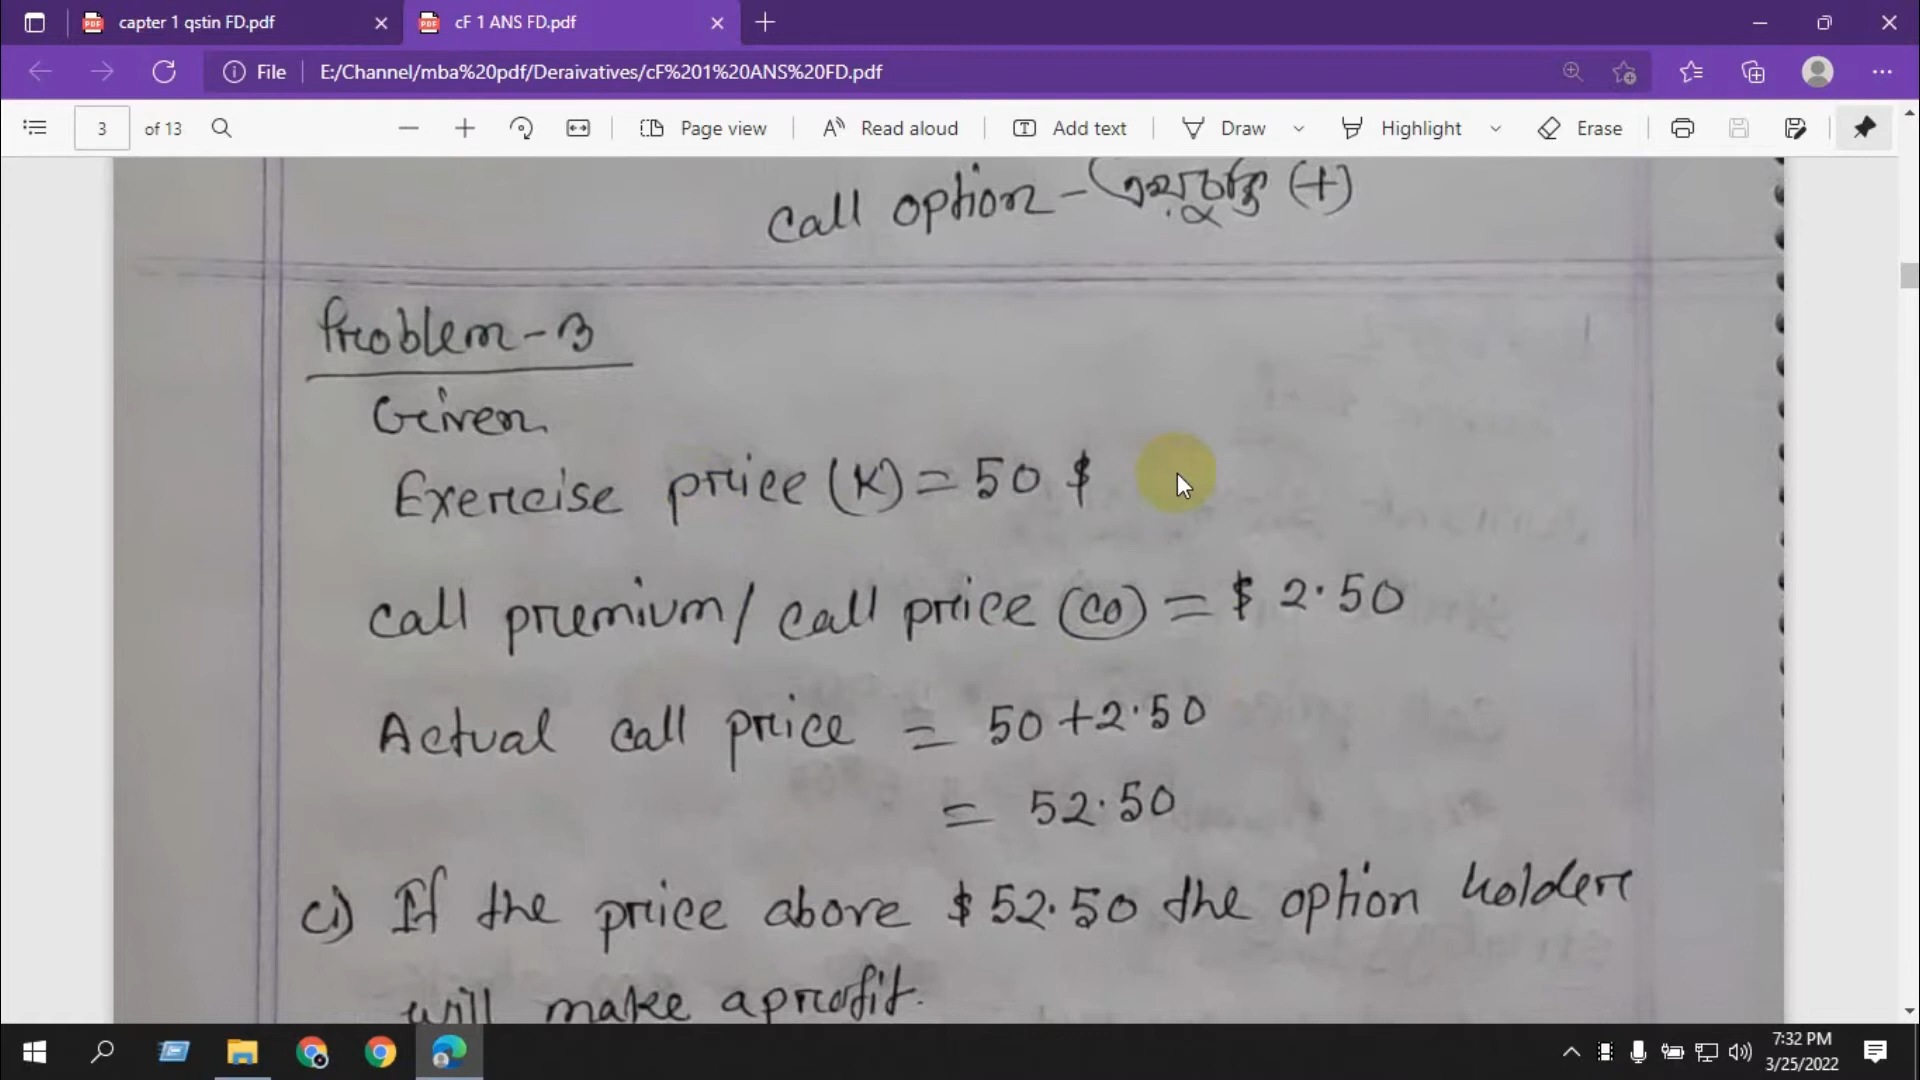 capter 1 qstin FD.pdf
cF 1 ANS FD.pdf
File
E:/Channel/mba%20pdf/Deraivatives/cF%201%20ANS%20FD.pdf
3 of 13
Page view
Read aloud
Add text
Draw
Highlight
Erase
call option - (+)
Problem - 3
Given
Exercise price (K) = 50 $
Call premium / call price (co) = $ 2.50
Actual call price = 50 + 2.50
= 52.50
If the price above $ 52.50 the option holder
will make a profit.
7:32 PM
3/25/2022